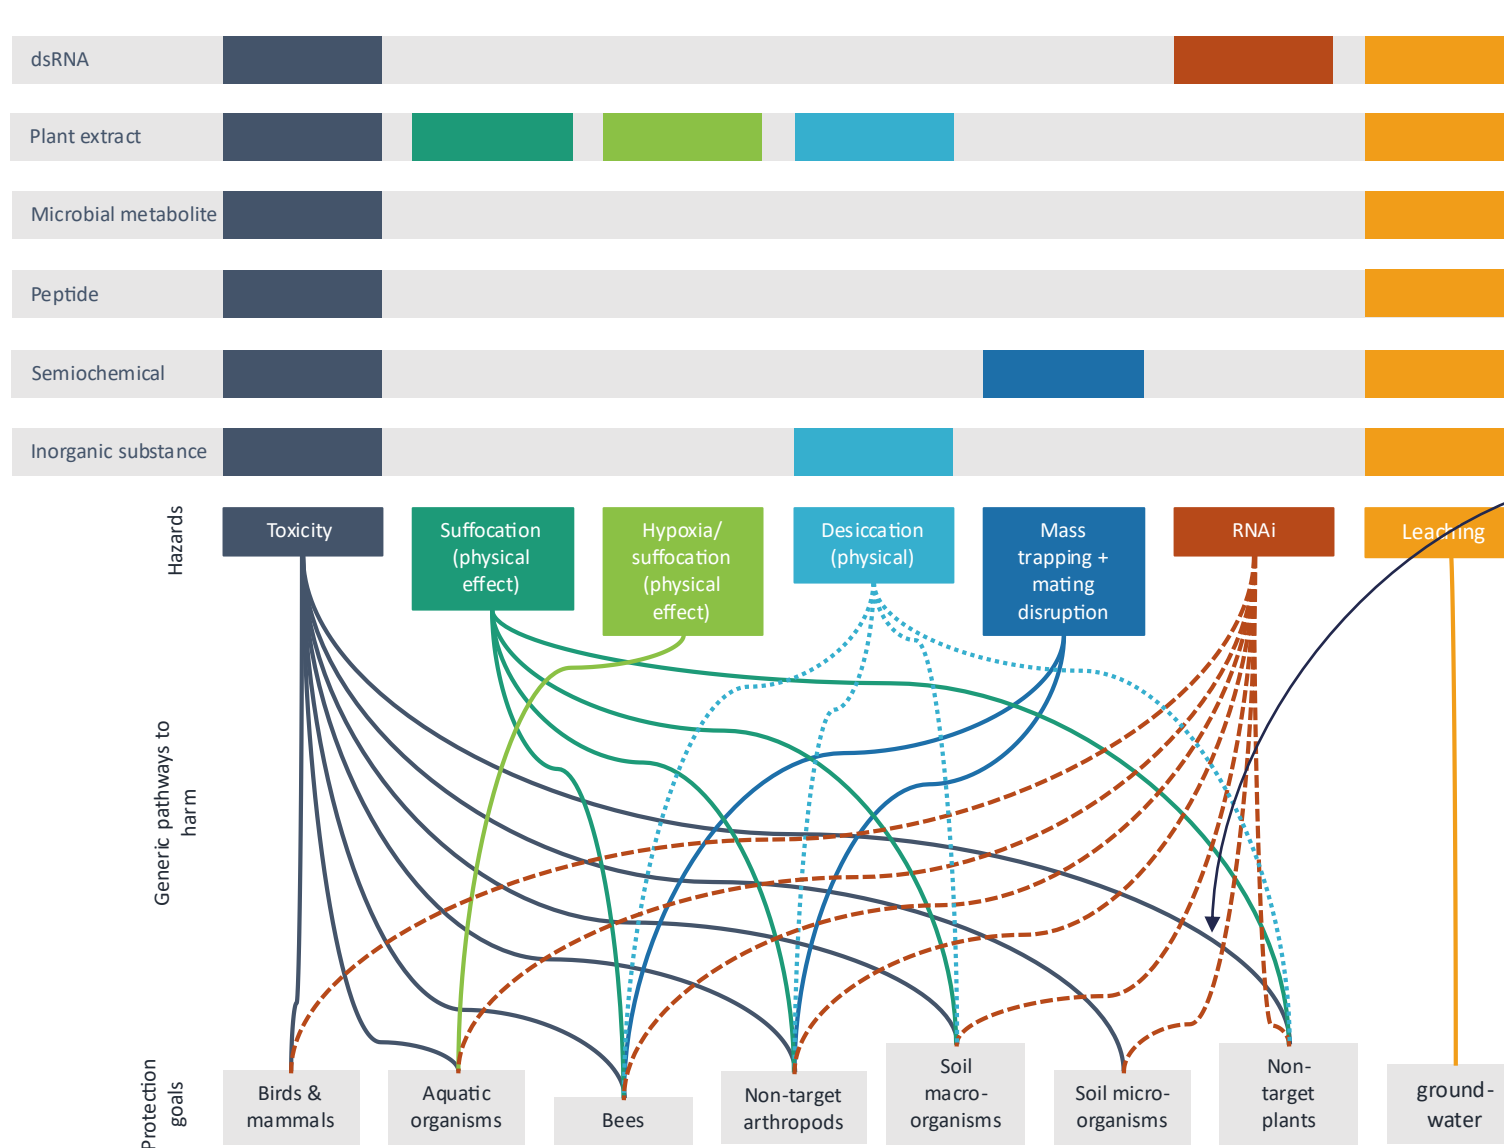 dsRNA
Plant extract
Microbial metabolite
Peptide
Semiochemical
Inorganic substance
Hazards
Toxicity
Suffocation
(physical
effect)
Hypoxia/
suffocation
(physical
effect)
Desiccation
(physical)
Mass
trapping +
mating
disruption
RNAi
Leaching
Generic pathways to
harm
Protection
goals
Birds &
mammals
Aquatic
organisms
Bees
Non-target
arthropods
Soil
macro-
organisms
Soil micro-
organisms
Non-
target
plants
ground-
water